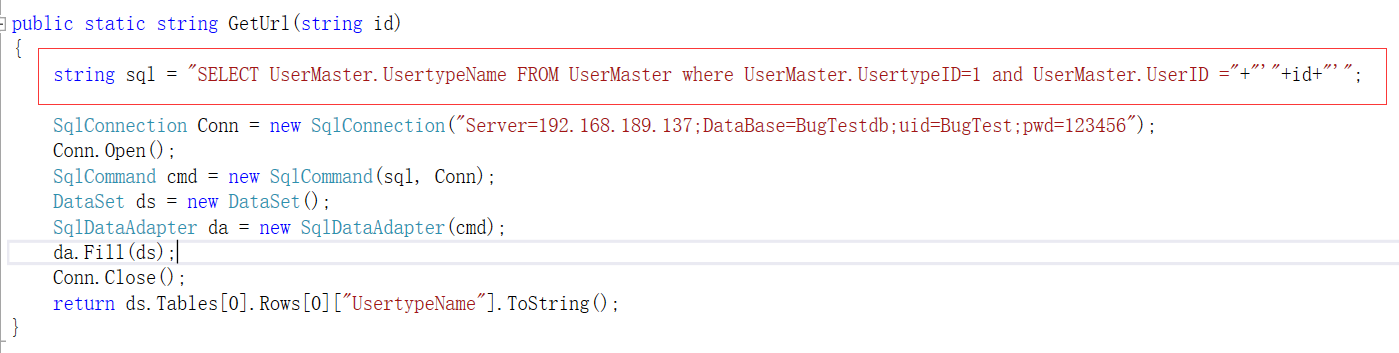 public static string GetUrl(string id)
{
string sql = "SELECT UserMaster.UsertypeName FROM UserMaster where UserMaster.UsertypeID=1 and UserMaster.UserID ="+"'"+id+"'";
SqlConnection Conn = new SqlConnection("Server=192.168.189.137;DataBase=BugTestdb;uid=BugTest;pwd=123456");
Conn.Open();
SqlCommand cmd = new SqlCommand(sql, Conn);
DataSet ds = new DataSet();
SqlDataAdapter da = new SqlDataAdapter(cmd);
da.Fill(ds);
Conn.Close();
return ds.Tables[0].Rows[0]["UsertypeName"].ToString();
}